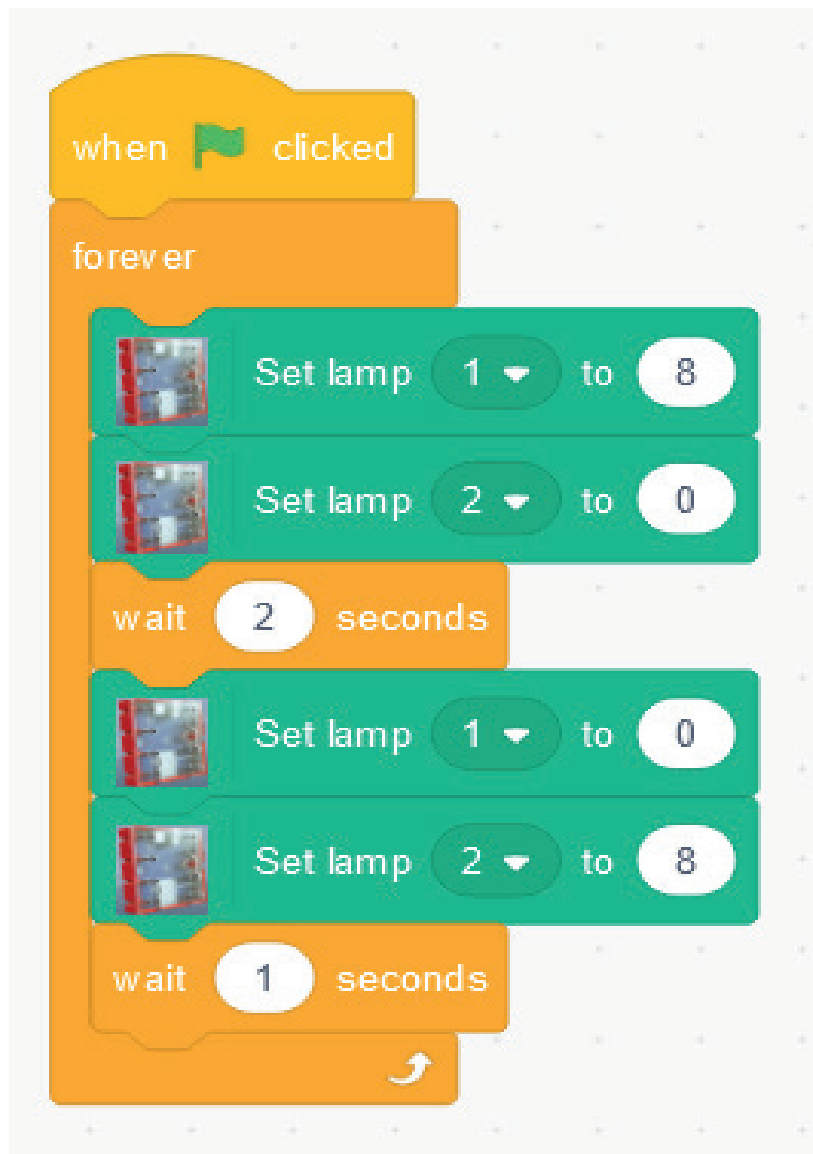 when clicked
forever
Set lamp 1 to 8
Set lamp 2 to 0
wait 2 seconds
Set lamp 1 to 0
Set lamp 2 to 8
wait 1 seconds